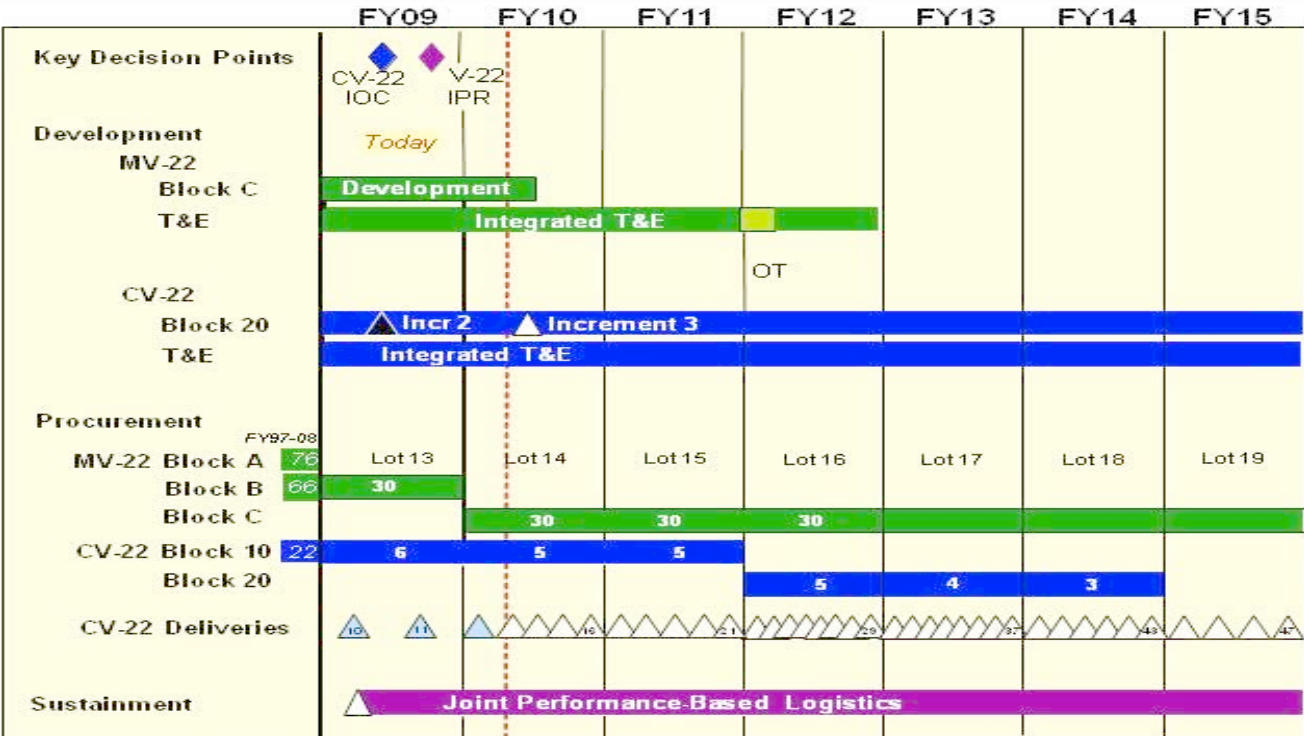 FY09 FY10 FY11 FY12 FY13 FY14 FY15
Key Decision Points
CV-22 IOC
V-22 IPR
Development
Today
MV-22
Block C Development
T&E Integrated T&E
OT
CV-22
Block 20 Incr 2 Increment 3
T&E Integrated T&E
Procurement
FY97-08
MV-22 Block A 76 Lot 13 Lot 14 Lot 15 Lot 16 Lot 17 Lot 18 Lot 19
Block B 66 30
Block C 30 30 30
CV-22 Block 10 22 6 5 5
Block 20 5 4 3
CV-22 Deliveries 10 11 16 21 29 37 43 47
Sustainment Joint Performance-Based Logistics